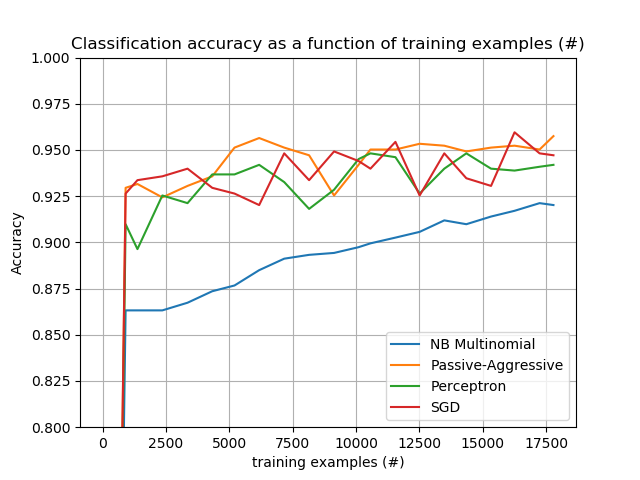 Classification accuracy as a function of training examples (#)
1.000
0.975
0.950
0.925
0.900
0.875
0.850
0.825
0.800
Accuracy
NB Multinomial
Passive-Aggressive
Perceptron
SGD
0 2500 5000 7500 10000 12500 15000 17500
training examples (#)